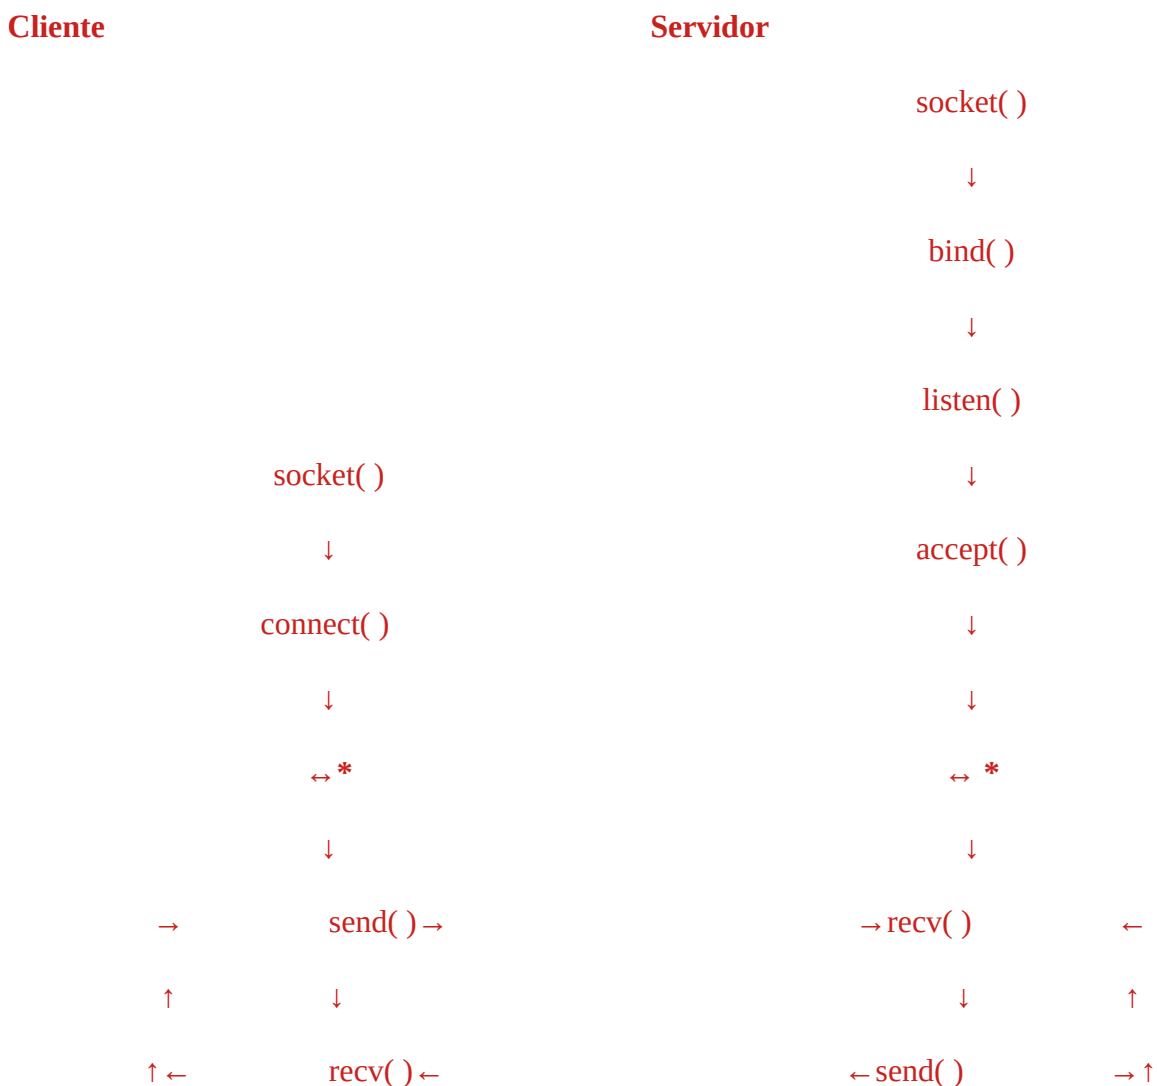 Cliente Servidor
socket( )
↓
bind( )
↓
listen( )
socket( ) ↓
↓ accept( )
connect( ) ↓
↓ ↓
↔* ↔ *
↓ ↓
→ send( )→ →recv( ) ←
↑ ↓ ↓ ↑
↑← recv( )← ←send( ) →↑